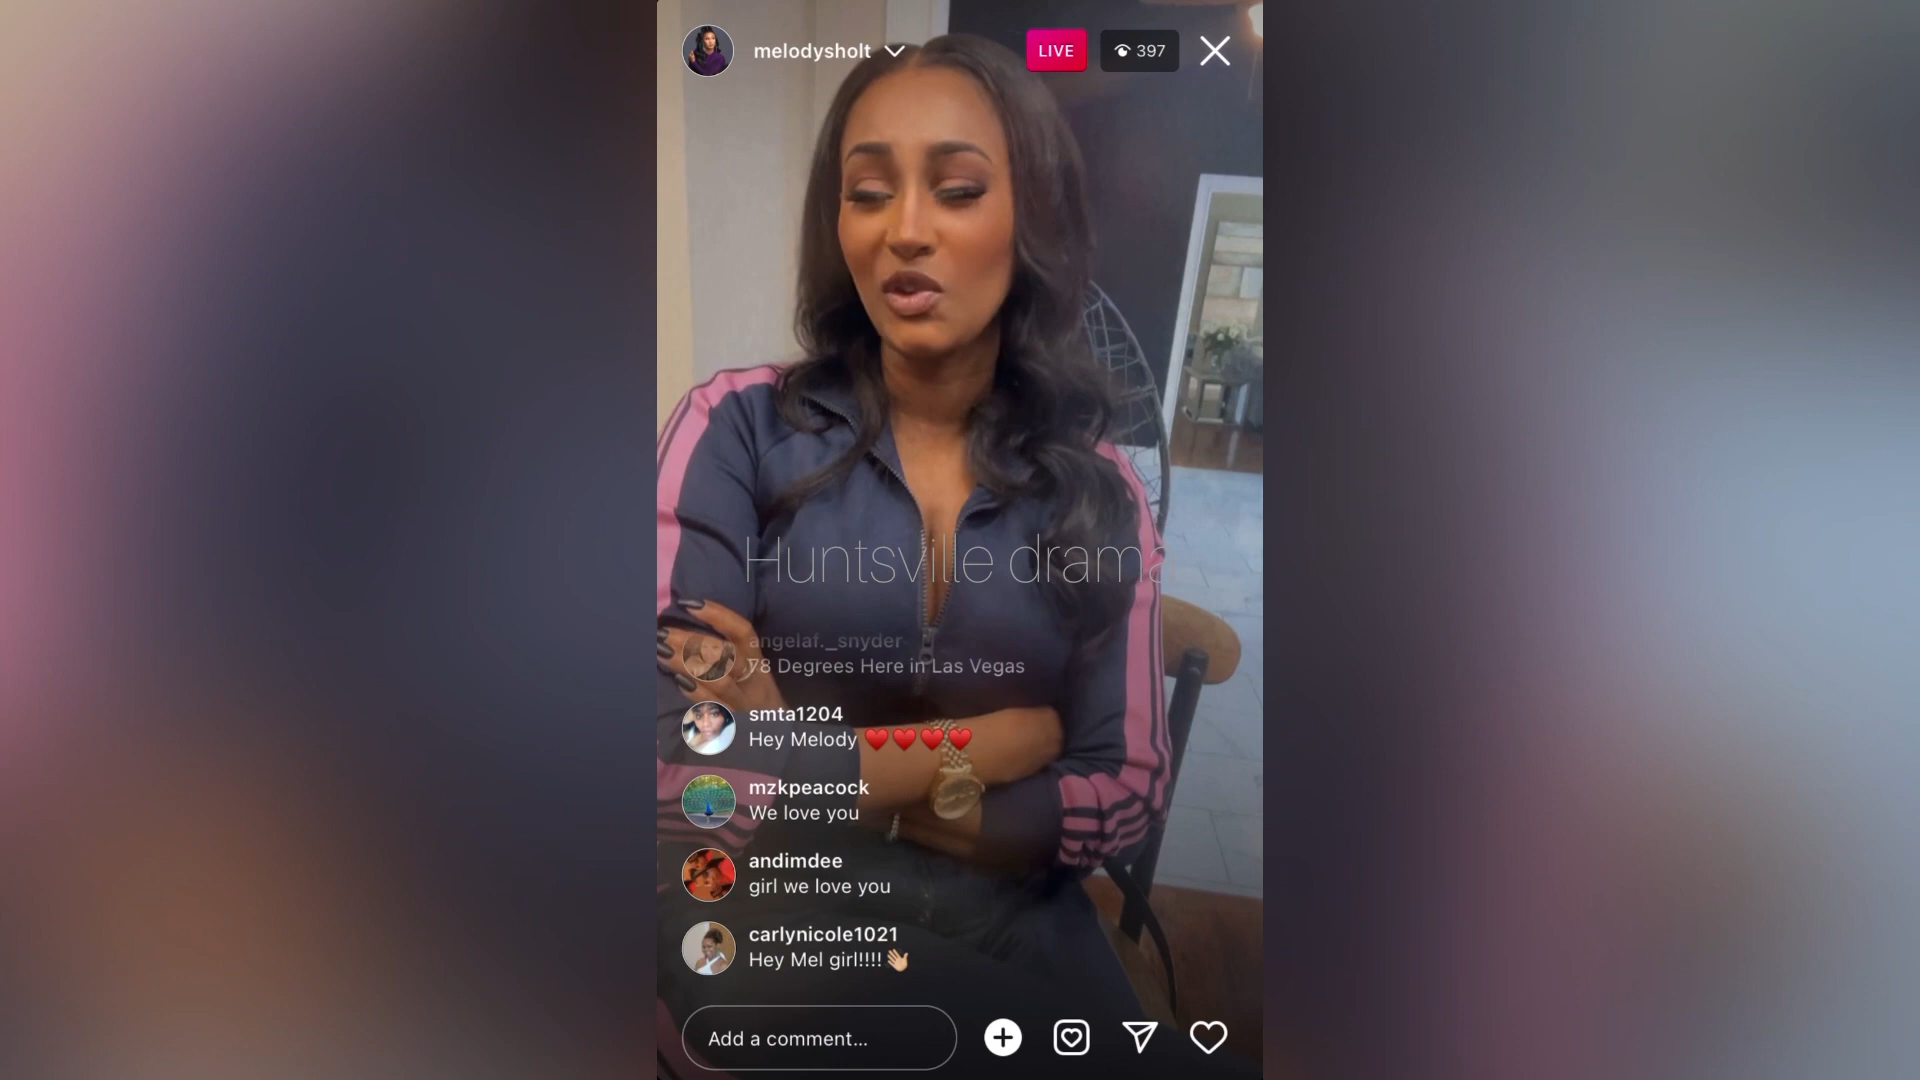 melodysholt
LIVE
397
Huntsville drama
angelaf._snyder
78 Degrees Here in Las Vegas
smta1204
Hey Melody ❤️❤️❤️❤️
mzkpeacock
We love you
andimdee
girl we love you
carlynicole1021
Hey Mel girl!!!! 👋🏼
Add a comment...